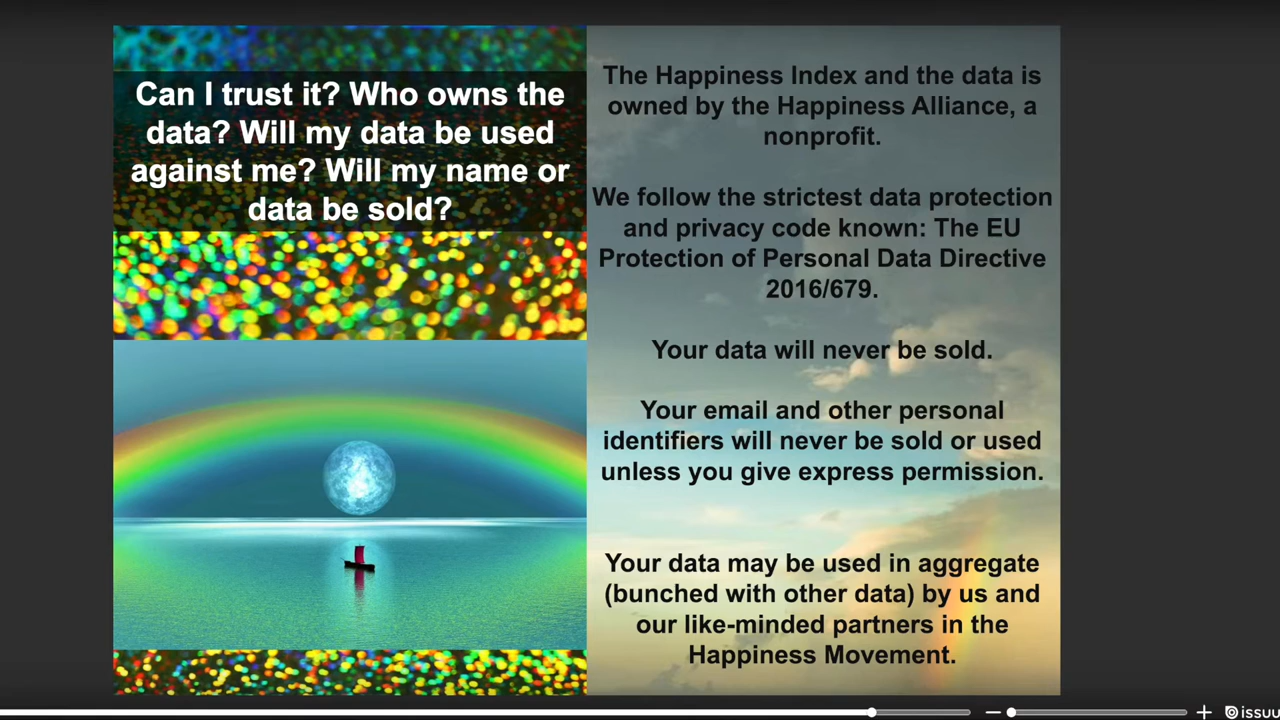 Can I trust it? Who owns the
data? Will my data be used
against me? Will my name or
data be sold?
The Happiness Index and the data is
owned by the Happiness Alliance, a
nonprofit.
We follow the strictest data protection
and privacy code known: The EU
Protection of Personal Data Directive
2016/679.
Your data will never be sold.
Your email and other personal
identifiers will never be sold or used
unless you give express permission.
Your data may be used in aggregate
(bunched with other data) by us and
our like-minded partners in the
Happiness Movement.
issuu